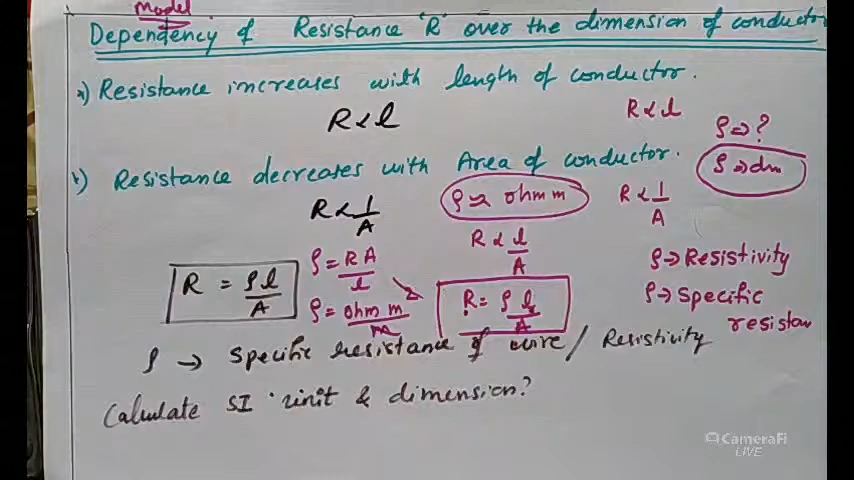 model
Dependency of Resistance 'R' over the dimension of conductor
a) Resistance increases with length of conductor.
R ∝ l
R ∝ l
ρ ⇒ ?
ρ ⇒ Ωm
b) Resistance decreases with Area of conductor.
R ∝ 1/A
ρ ⇒ ohm m
R ∝ 1/A
R ∝ l/A
R = ρl/A
ρ = RA/l
ρ = ohm m/m
R = ρ l/A
ρ → Resistivity
ρ → Specific
resistan
ρ → Specific resistance of wire / Resistivity
Calculate SI unit & dimension?
CameraFi
LIVE